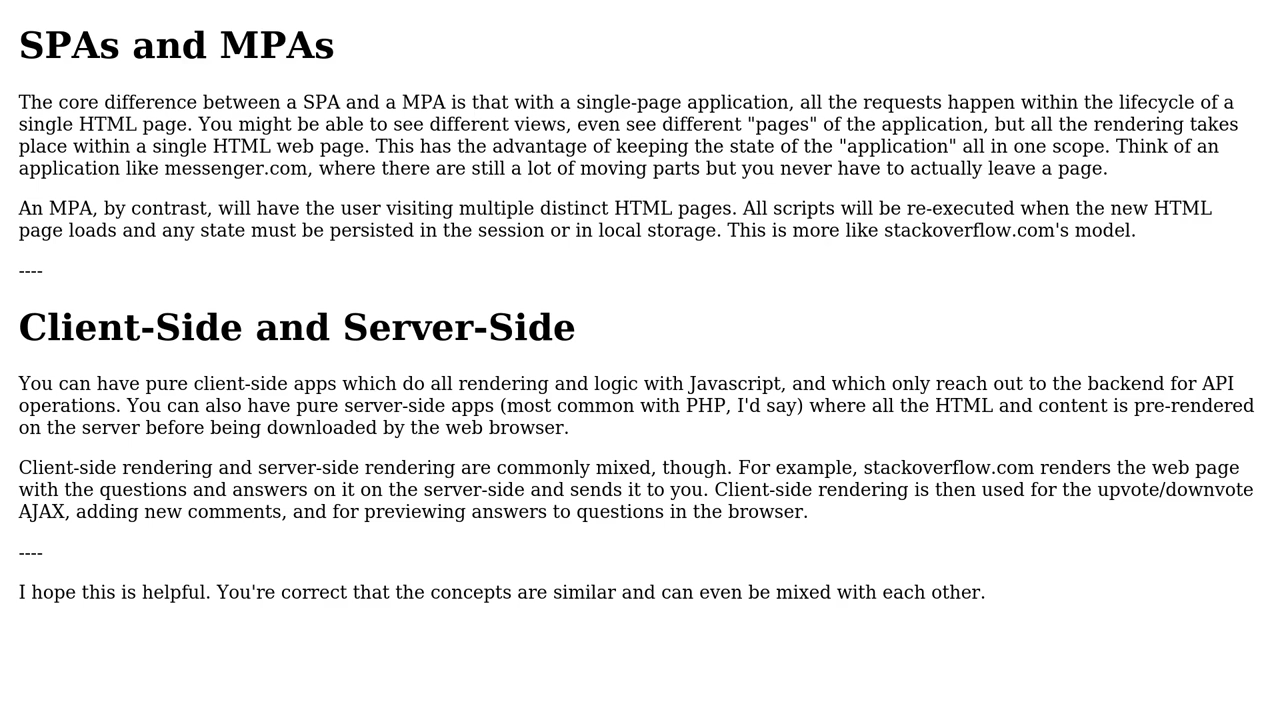 SPAs and MPAs
The core difference between a SPA and a MPA is that with a single-page application, all the requests happen within the lifecycle of a
single HTML page. You might be able to see different views, even see different "pages" of the application, but all the rendering takes
place within a single HTML web page. This has the advantage of keeping the state of the "application" all in one scope. Think of an
application like messenger.com, where there are still a lot of moving parts but you never have to actually leave a page.
An MPA, by contrast, will have the user visiting multiple distinct HTML pages. All scripts will be re-executed when the new HTML
page loads and any state must be persisted in the session or in local storage. This is more like stackoverflow.com's model.
----
Client-Side and Server-Side
You can have pure client-side apps which do all rendering and logic with Javascript, and which only reach out to the backend for API
operations. You can also have pure server-side apps (most common with PHP, I'd say) where all the HTML and content is pre-rendered
on the server before being downloaded by the web browser.
Client-side rendering and server-side rendering are commonly mixed, though. For example, stackoverflow.com renders the web page
with the questions and answers on it on the server-side and sends it to you. Client-side rendering is then used for the upvote/downvote
AJAX, adding new comments, and for previewing answers to questions in the browser.
----
I hope this is helpful. You're correct that the concepts are similar and can even be mixed with each other.